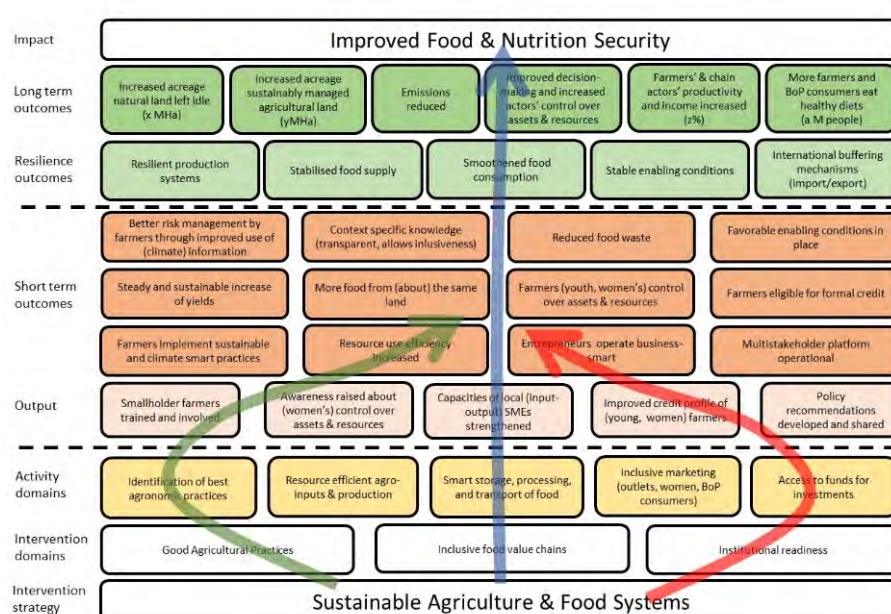 Impact
Improved Food & Nutrition Security
Long term
outcomes
Increased acreage
natural land left idle
(x MHa)
Increased acreage
sustainably managed
agricultural land
(yMHa)
Emissions
reduced
Improved decision-
making and increased
actors' control over
assets & resources
Farmers' & chain
actors' productivity
and income increased
(z%)
More farmers and
BoP consumers eat
healthy diets
(a M people)
Resilience
outcomes
Resilient production
systems
Stabilised food supply
Smoothened food
consumption
Stable enabling conditions
International buffering
mechanisms
(import/export)
Short term
outcomes
Better risk management by
farmers through improved use of
(climate) information
Context specific knowledge
(transparent, allows inlusiveness)
Reduced food waste
Favorable enabling conditions in
place
Steady and sustainable increase
of yields
More food from (about) the same
land
Farmers (youth, women's) control
over assets & resources
Farmers eligible for formal credit
Farmers implement sustainable
and climate smart practices
Resource use efficiency
increased
Entrepreneurs operate business-
smart
Multistakeholder platform
operational
Output
Smallholder farmers
trained and involved
Awareness raised about
(women's) control over
assets & resources
Capacities of local (input-
output) SMEs
strengthened
Improved credit profile of
(young, women) farmers
Policy
recommendations
developed and shared
Activity
domains
Identification of best
agronomic practices
Resource efficient agro-
inputs & production
Smart storage, processing,
and transport of food
Inclusive marketing
(outlets, women, BoP
consumers)
Access to funds for
investments
Intervention
domains
Good Agricultural Practices
Inclusive food value chains
Institutional readiness
Intervention
strategy
Sustainable Agriculture & Food Systems